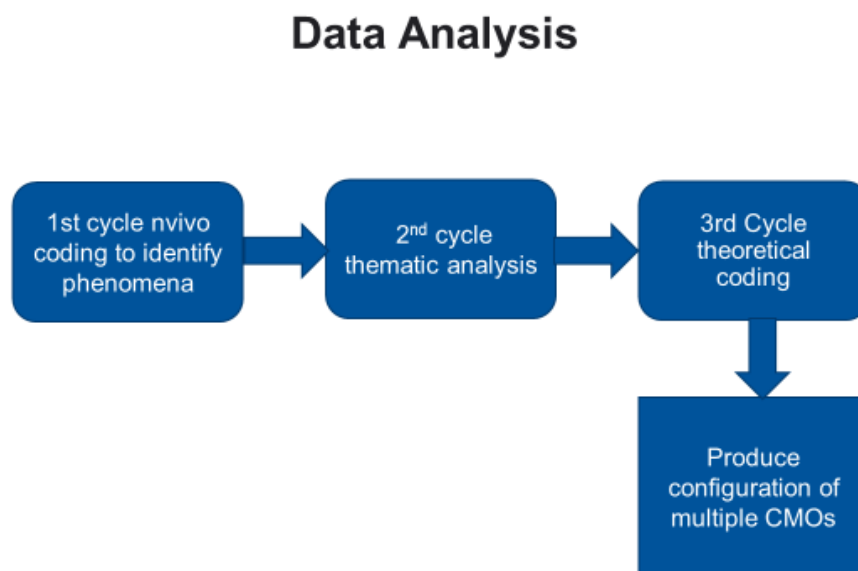 Data Analysis
1st cycle nvivo
coding to identify
phenomena
2nd cycle
thematic analysis
3rd Cycle
theoretical
coding
Produce
configuration of
multiple CMOs